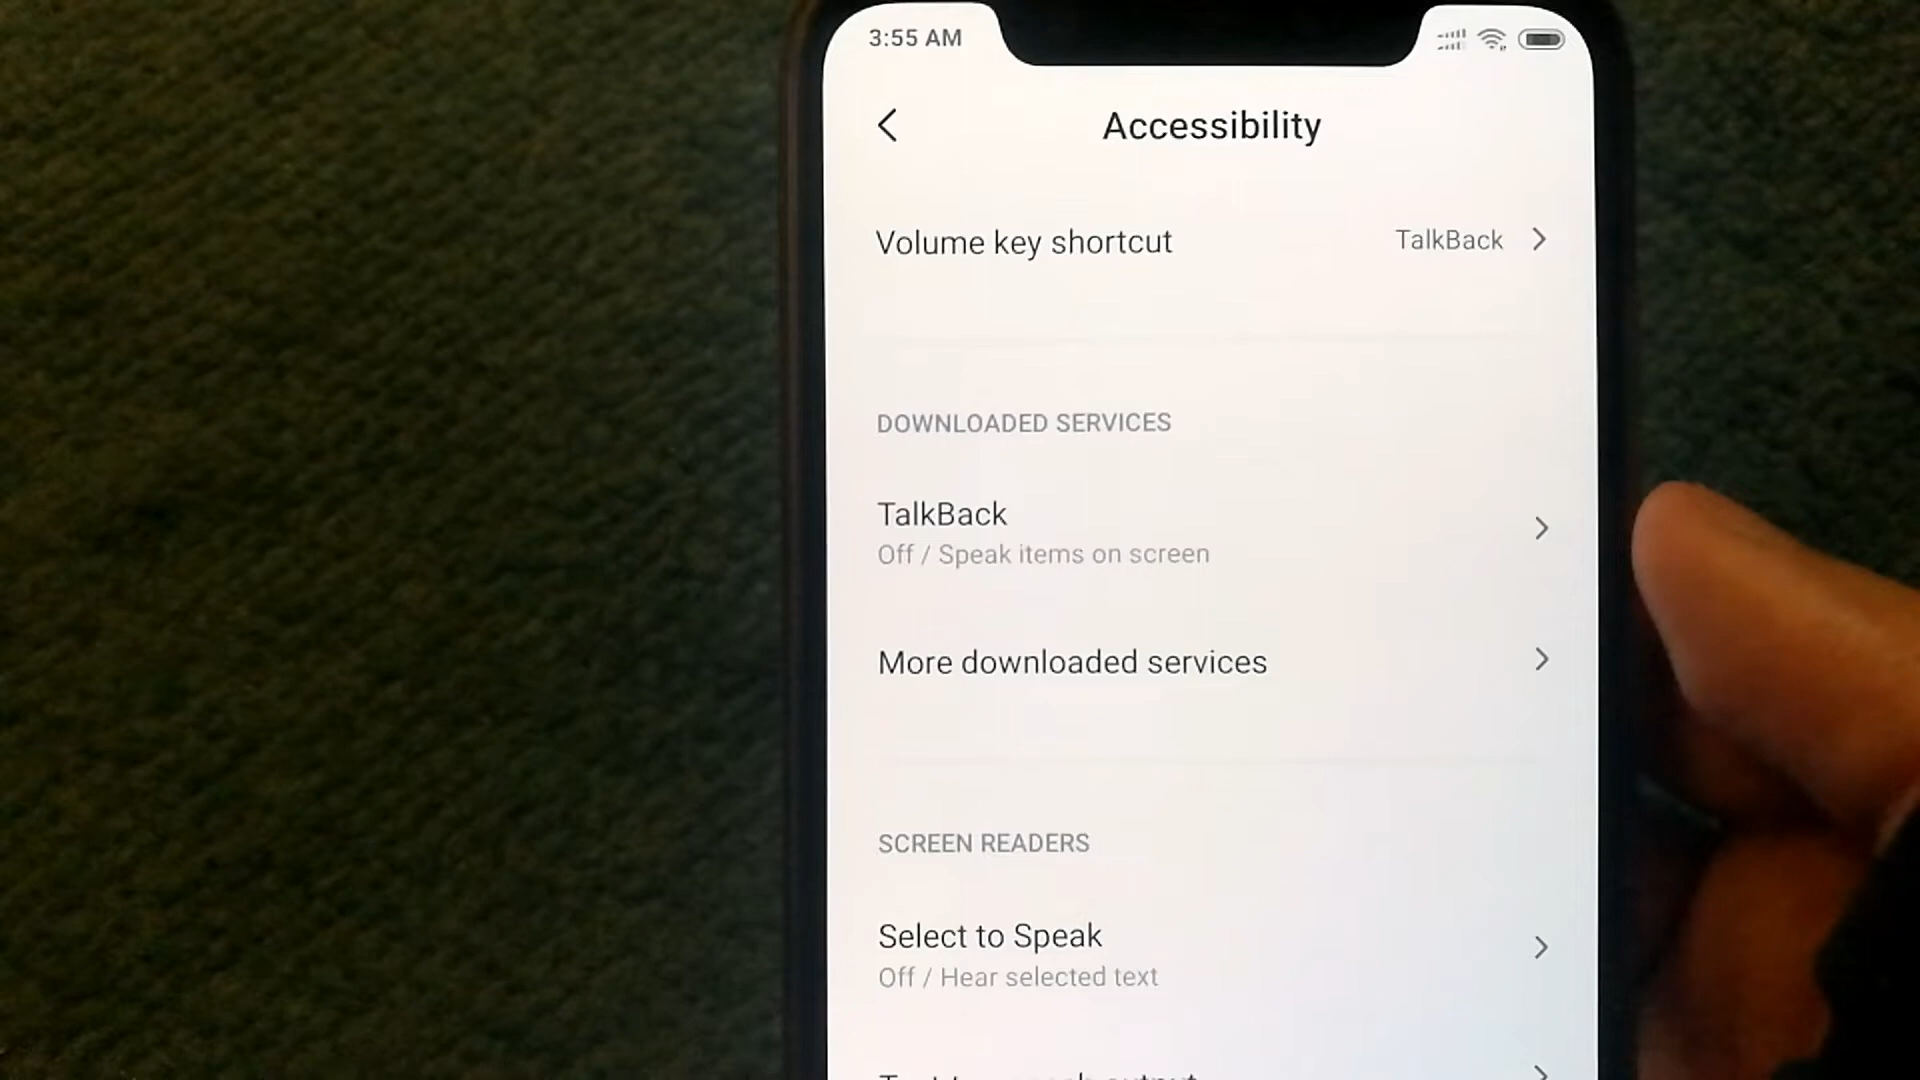 3:55 AM
Accessibility
Volume key shortcut TalkBack
DOWNLOADED SERVICES
TalkBack
Off / Speak items on screen
More downloaded services
SCREEN READERS
Select to Speak
Off / Hear selected text